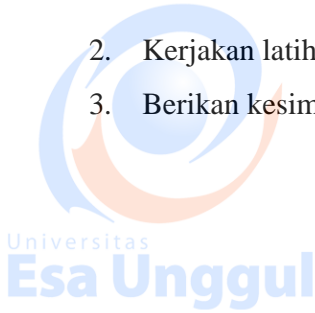 2. Kerjakan latih
3. Berikan kesim
Universitas
Esa Unggul